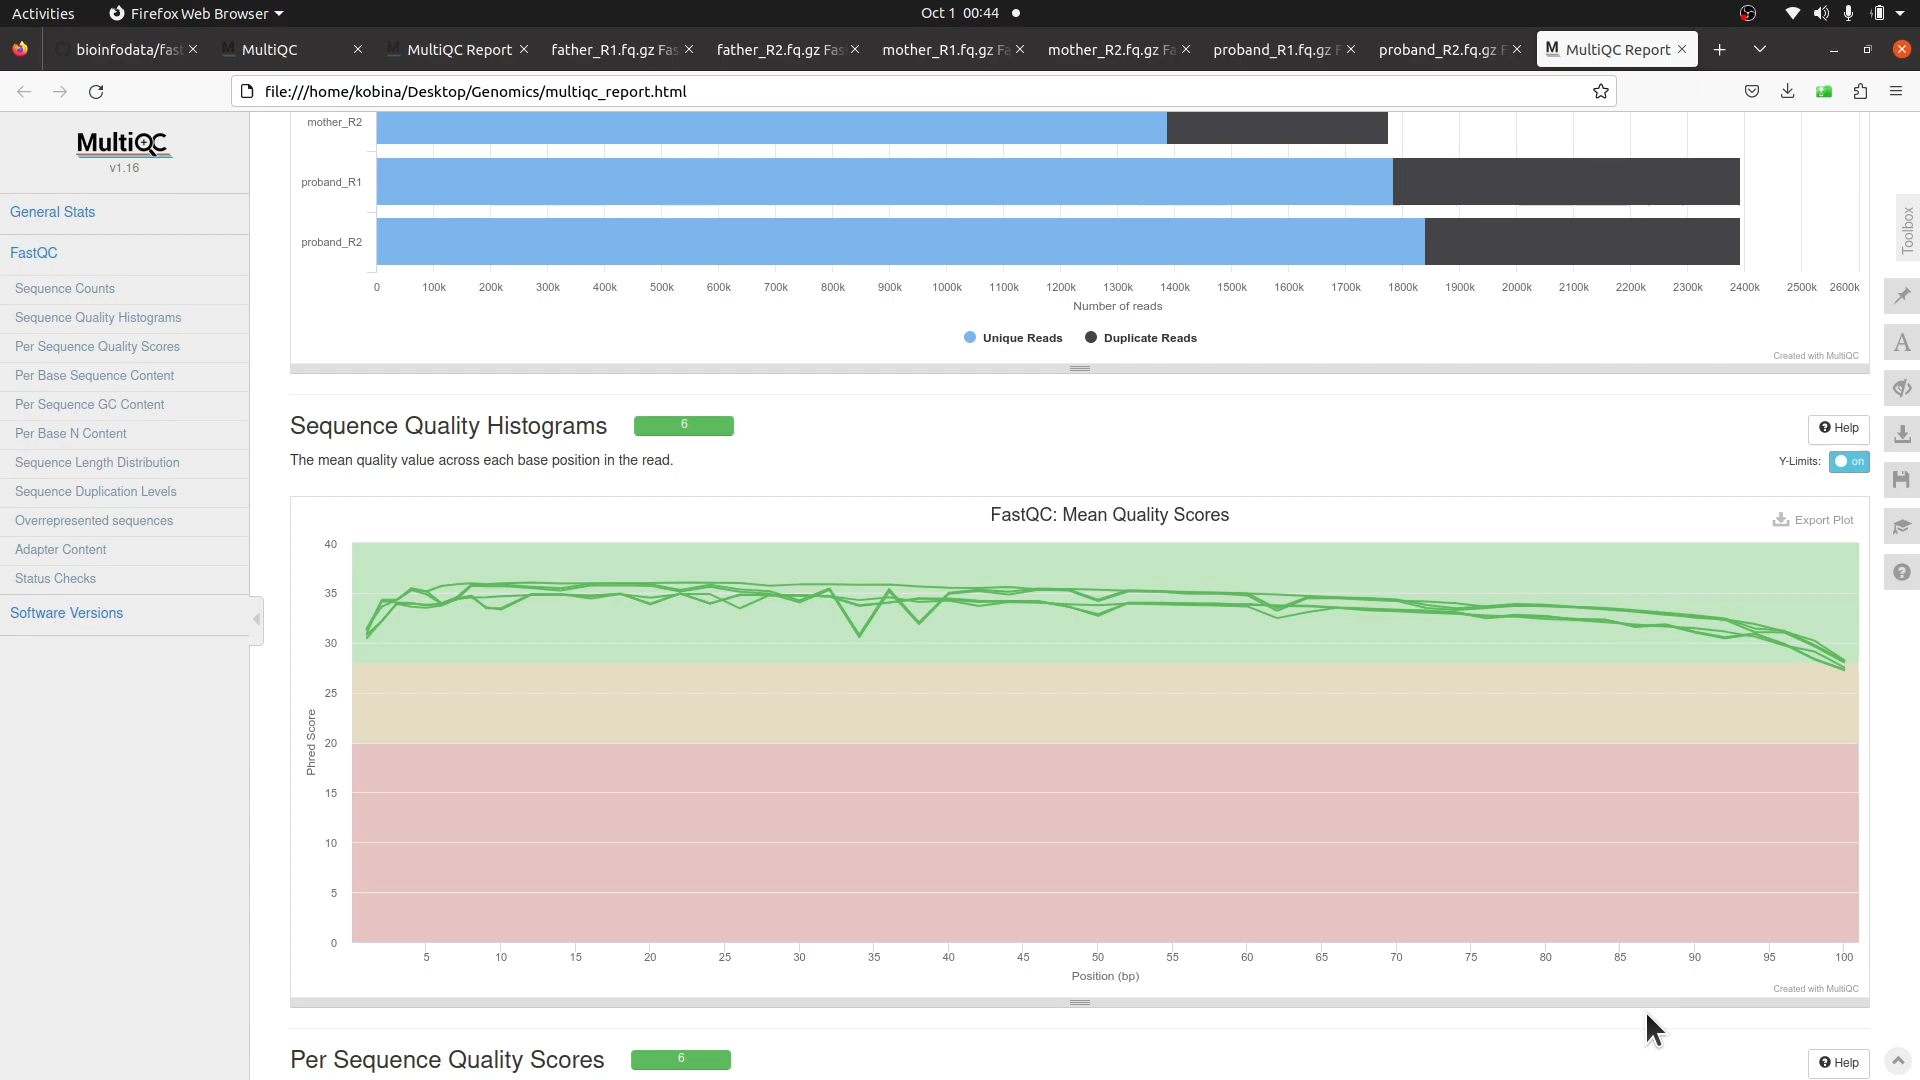 Activities
Firefox Web Browser
Oct 1 00:44
bioinfodata/fast
MultiQC
MultiQC Report
father_R1.fq.gz Fas
father_R2.fq.gz Fas
mother_R1.fq.gz Fa
mother_R2.fq.gz Fa
proband_R1.fq.gz F
proband_R2.fq.gz F
MultiQC Report
file:///home/kobina/Desktop/Genomics/multiqc_report.html
MultiQC
v1.16
General Stats
FastQC
Sequence Counts
Sequence Quality Histograms
Per Sequence Quality Scores
Per Base Sequence Content
Per Sequence GC Content
Per Base N Content
Sequence Length Distribution
Sequence Duplication Levels
Overrepresented sequences
Adapter Content
Status Checks
Software Versions
mother_R2
proband_R1
proband_R2
0 100k 200k 300k 400k 500k 600k 700k 800k 900k 1000k 1100k 1200k 1300k 1400k 1500k 1600k 1700k 1800k 1900k 2000k 2100k 2200k 2300k 2400k 2500k 2600k
Number of reads
Unique Reads Duplicate Reads
Created with MultiQC
Toolbox
A
Sequence Quality Histograms 6
Help
The mean quality value across each base position in the read.
Y-Limits: on
FastQC: Mean Quality Scores
Export Plot
40
35
30
25
20
15
10
5
0
Phred Score
5 10 15 20 25 30 35 40 45 50 55 60 65 70 75 80 85 90 95 100
Position (bp)
Created with MultiQC
Per Sequence Quality Scores 6
Help